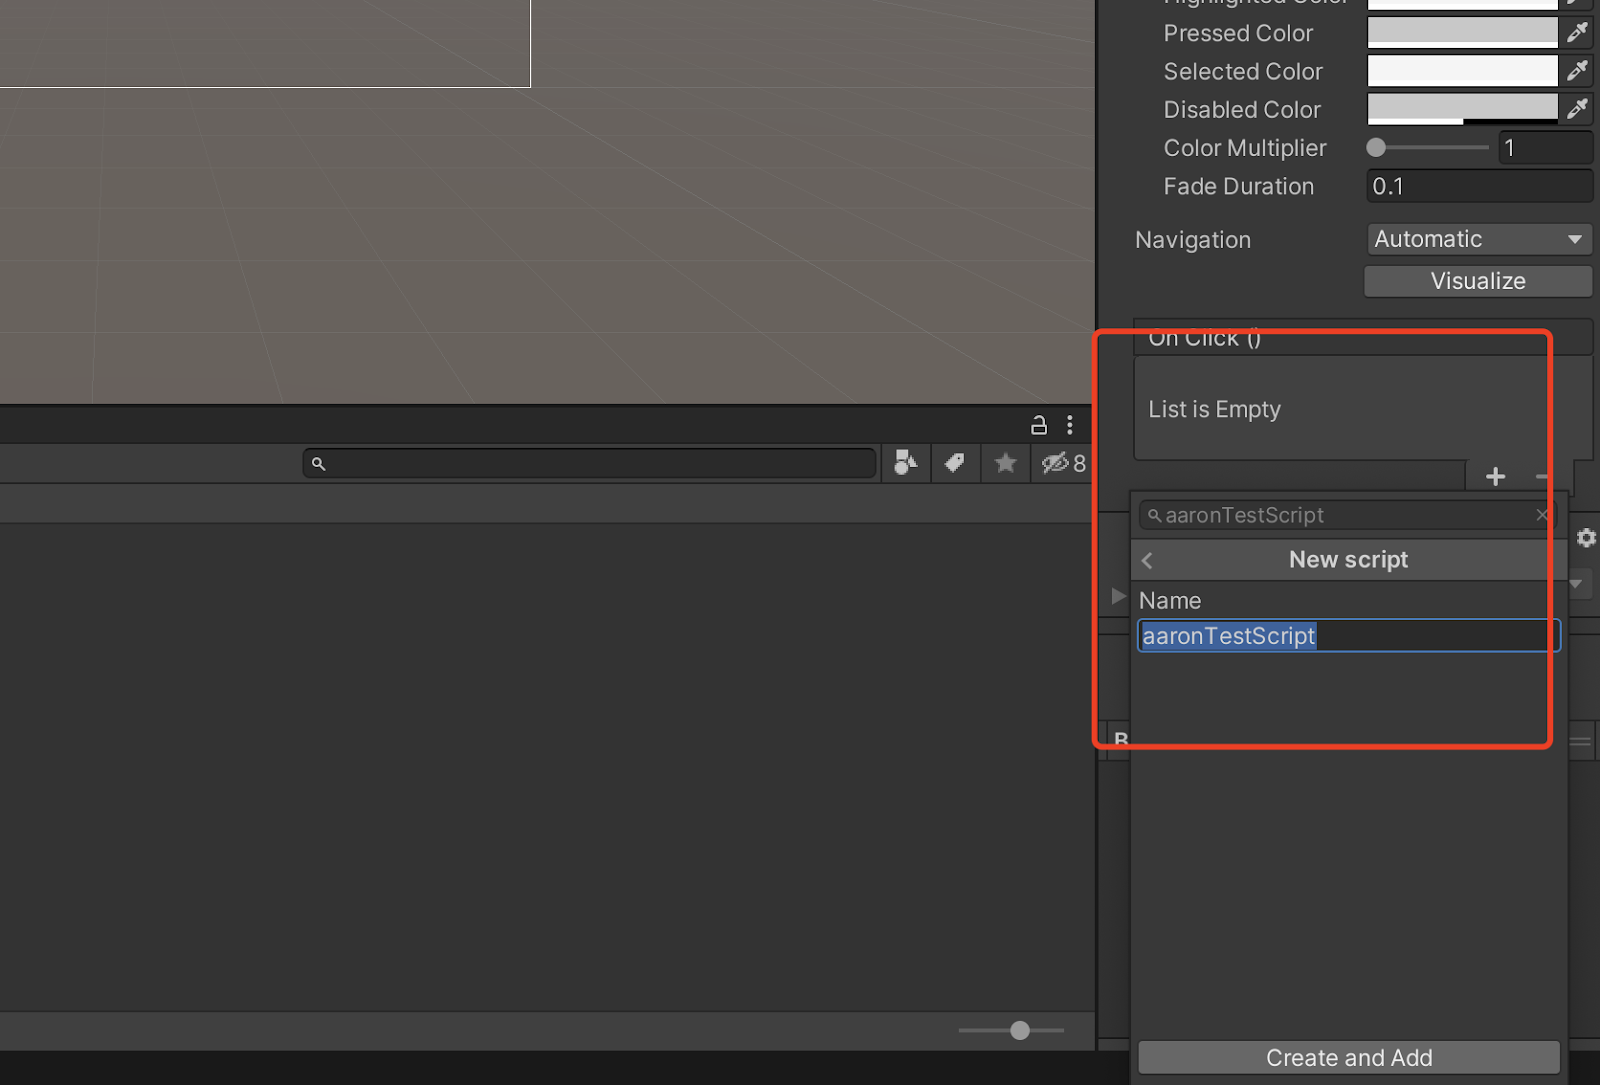 Highlighted Color
Pressed Color
Selected Color
Disabled Color
Color Multiplier
1
Fade Duration
0.1
Navigation
Automatic
Visualize
On Click ()
List is Empty
8
aaronTestScript
New script
Name
aaronTestScript
B
Create and Add